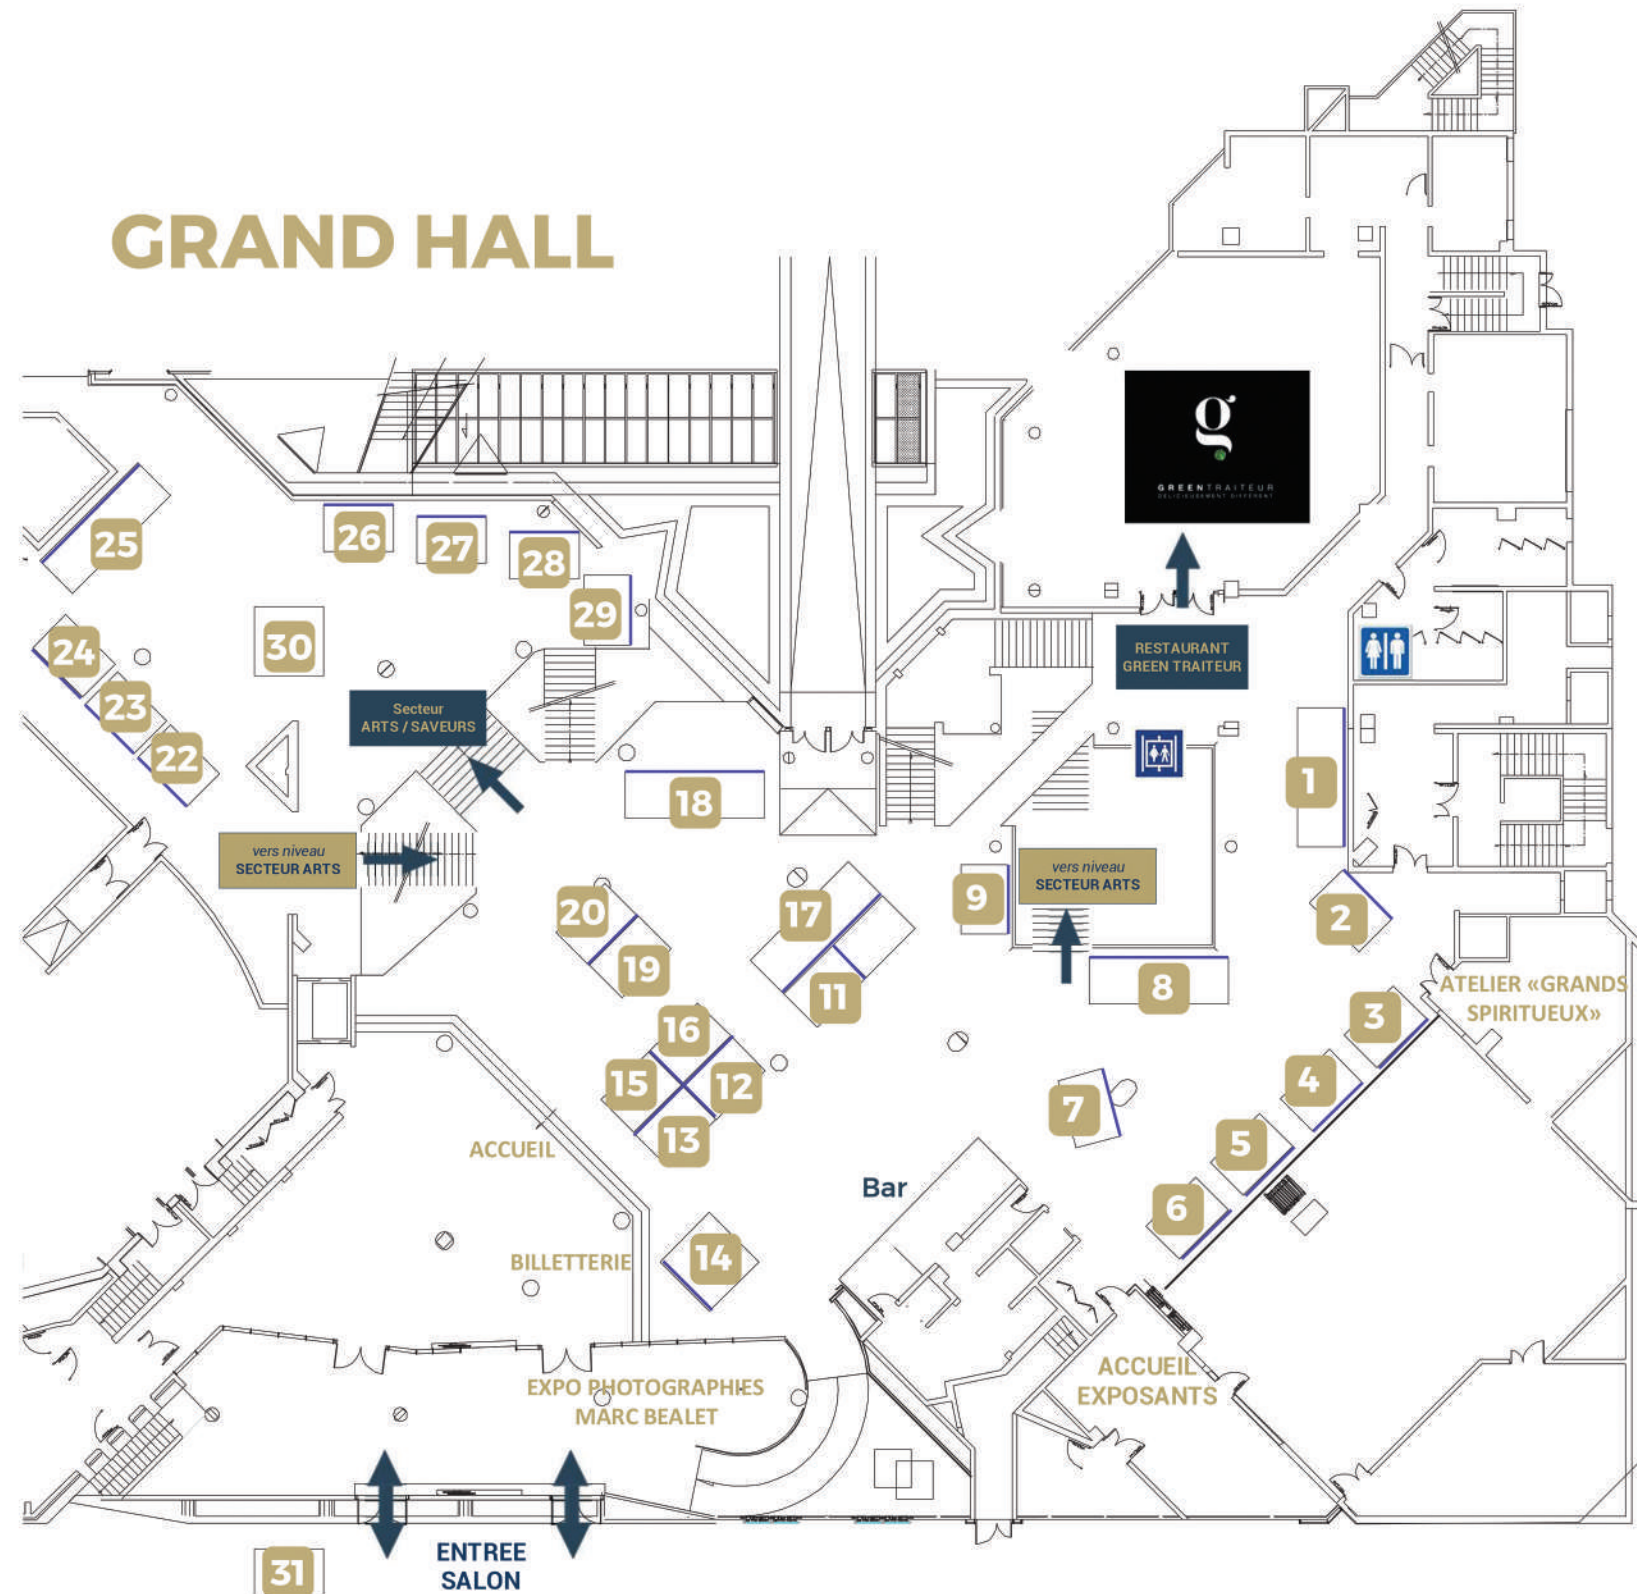 GRAND HALL
g
GREENTRAITEUR
DÉLICIEUSEMENT DIFFÉRENT
25
26
27
28
29
24
30
23
22
RESTAURANT
GREEN TRAITEUR
Secteur
ARTS / SAVEURS
18
1
vers niveau
SECTEUR ARTS
vers niveau
SECTEUR ARTS
9
20
17
2
19
11
8
ATELIER «GRANDS
SPIRITUEUX»
3
16
15
12
4
7
13
5
ACCUEIL
Bar
6
BILLETTERIE
14
EXPO PHOTOGRAPHIES
MARC BEALET
ACCUEIL
EXPOSANTS
ENTREE
SALON
31